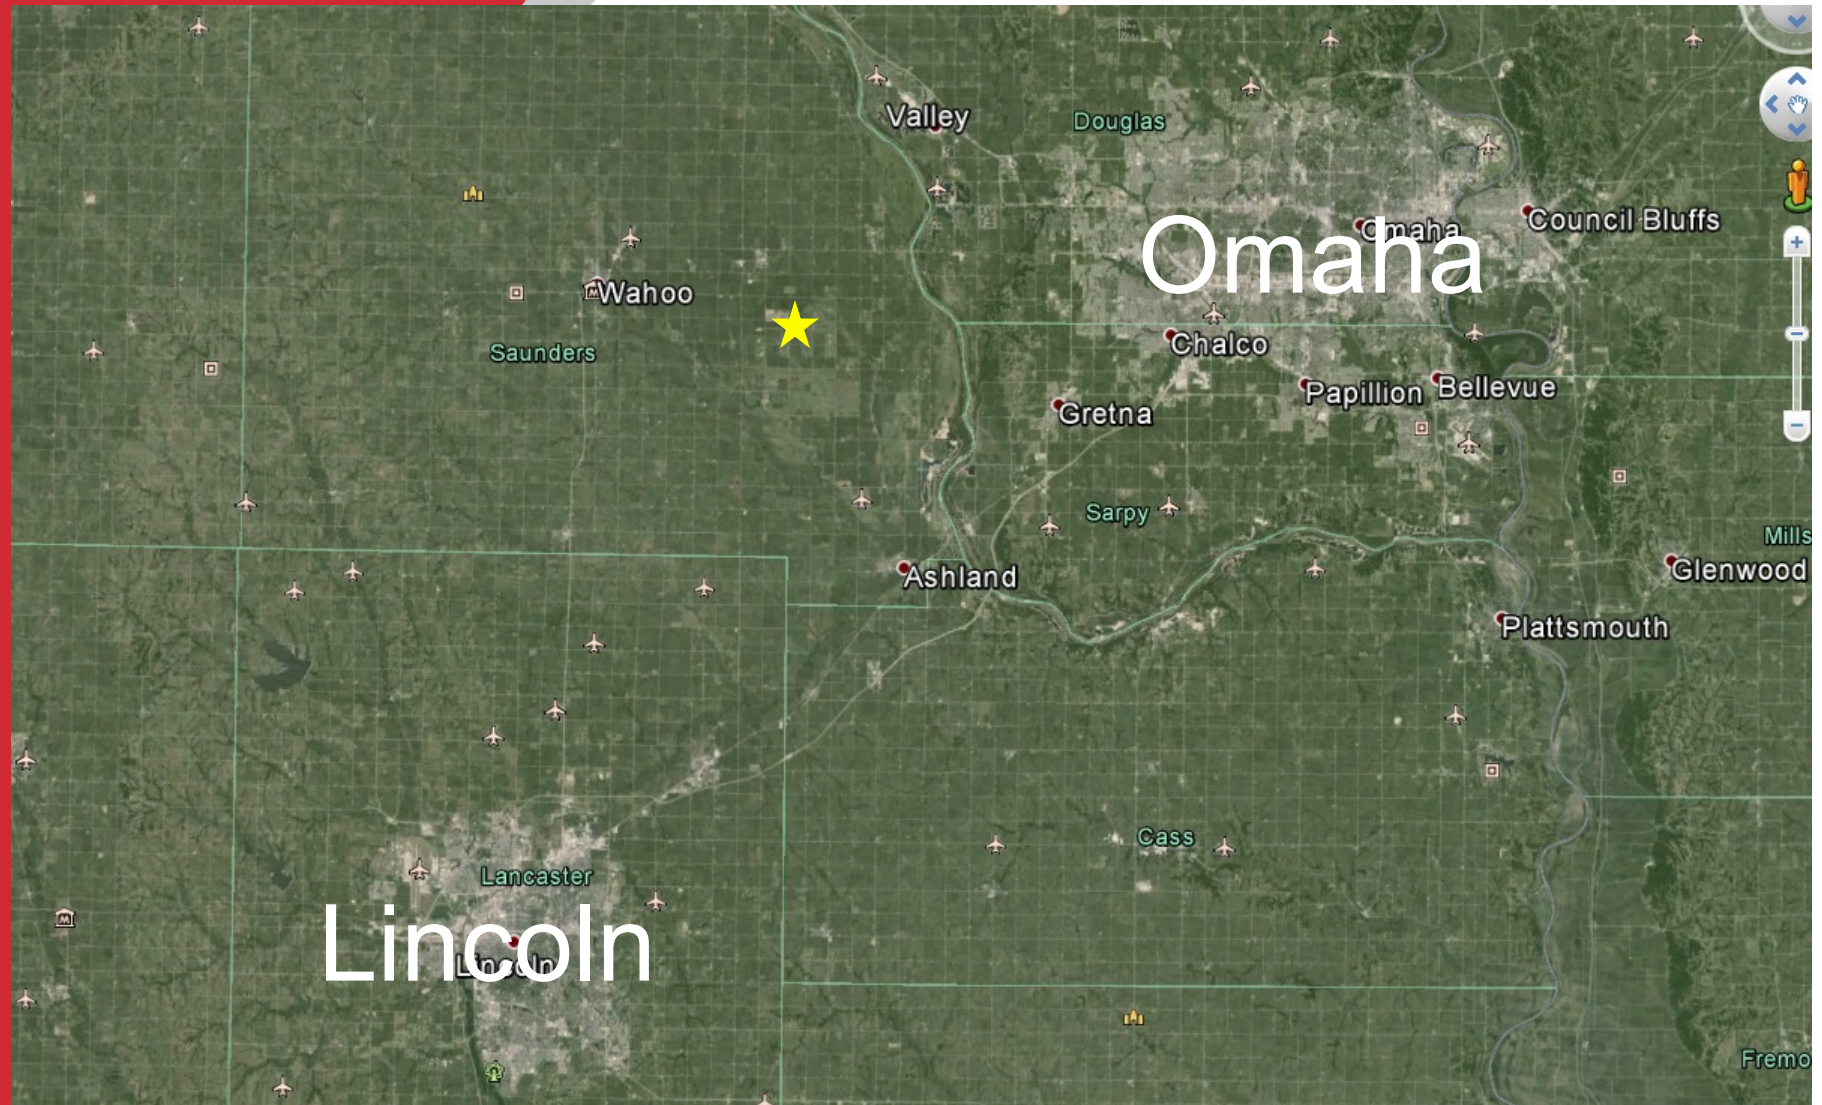 Valley
Douglas
Omaha
Council Bluffs
Omaha
Wahoo
Saunders
Chalco
Papillion
Bellevue
Gretna
Sarpy
Mills
Ashland
Glenwood
Plattsmouth
Cass
Lancaster
Lincoln
Lincoln
Fremo